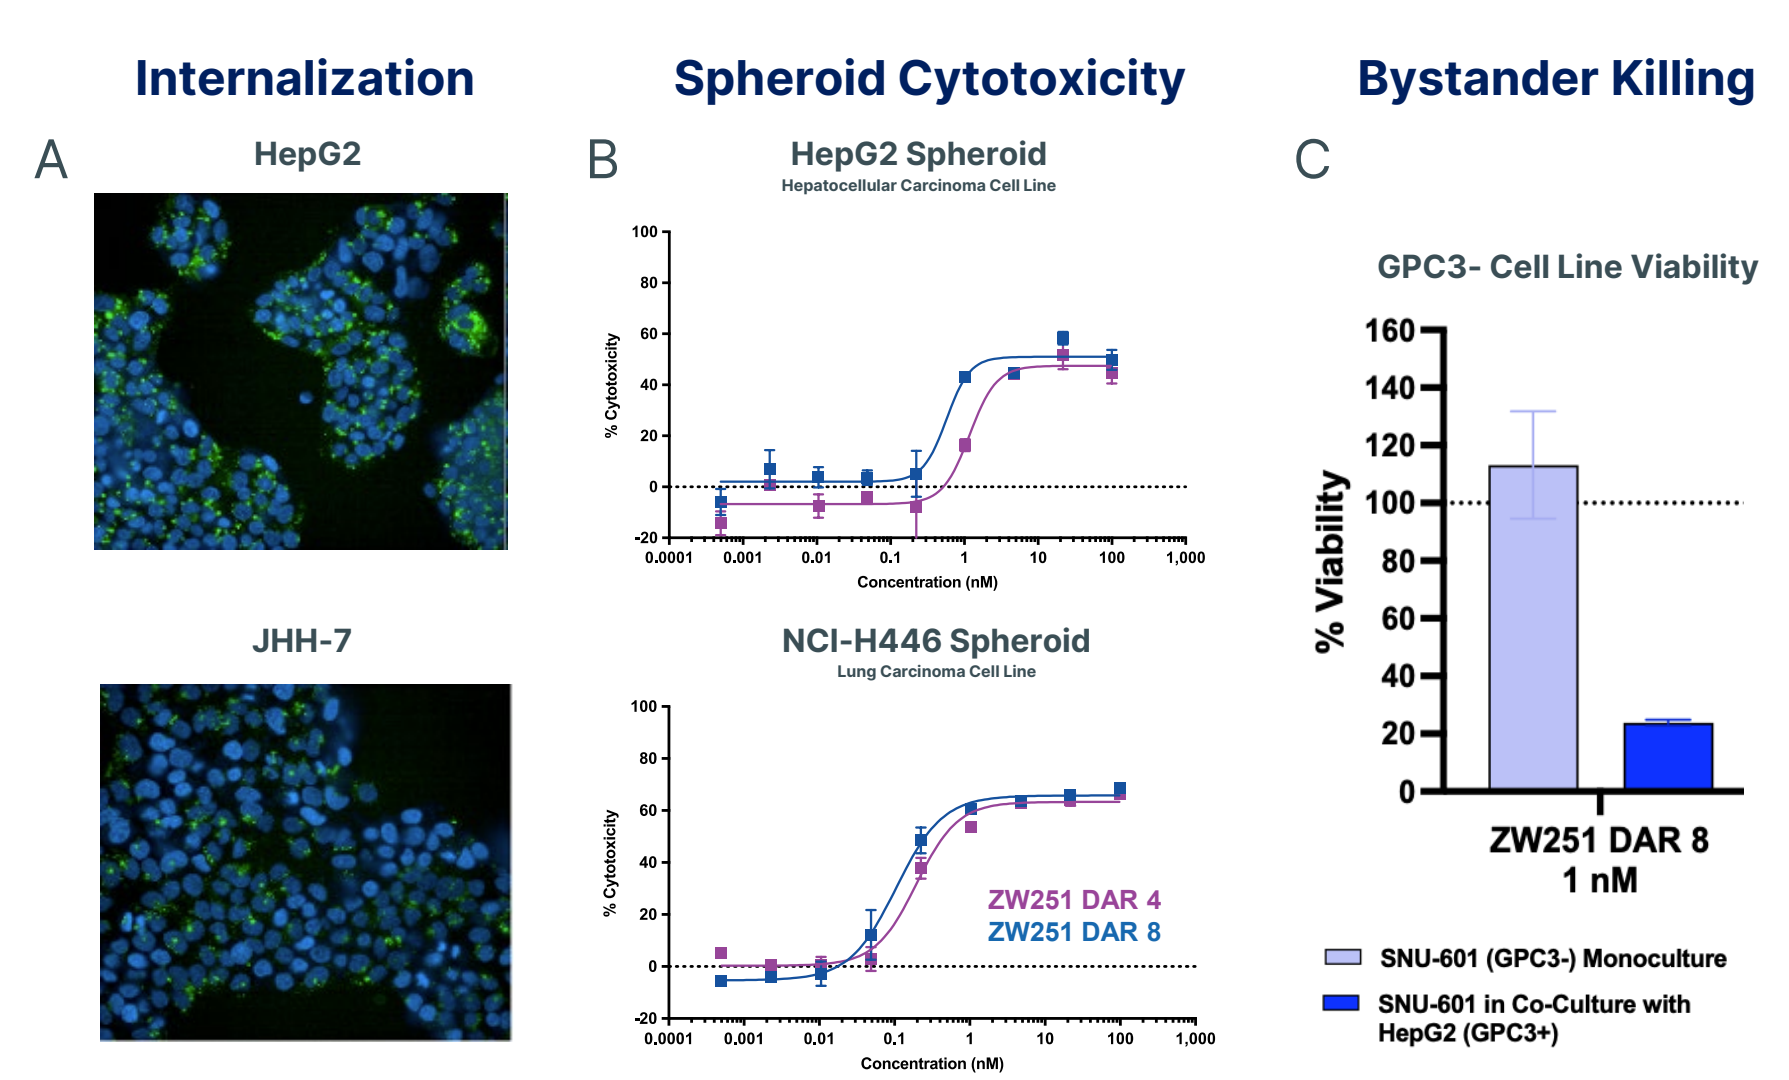 Internalization
Spheroid Cytotoxicity
Bystander Killing
A
HepG2
JHH-7
B
HepG2 Spheroid
Hepatocellular Carcinoma Cell Line
% Cytotoxicity
100
80
60
40
20
0
-20
0.0001 0.001 0.01 0.1 1 10 100 1,000
Concentration (nM)
NCI-H446 Spheroid
Lung Carcinoma Cell Line
% Cytotoxicity
100
80
60
40
20
0
-20
ZW251 DAR 4
ZW251 DAR 8
0.0001 0.001 0.01 0.1 1 10 100 1,000
Concentration (nM)
C
GPC3- Cell Line Viability
% Viability
160
140
120
100
80
60
40
20
0
ZW251 DAR 8
1 nM
SNU-601 (GPC3-) Monoculture
SNU-601 in Co-Culture with
HepG2 (GPC3+)